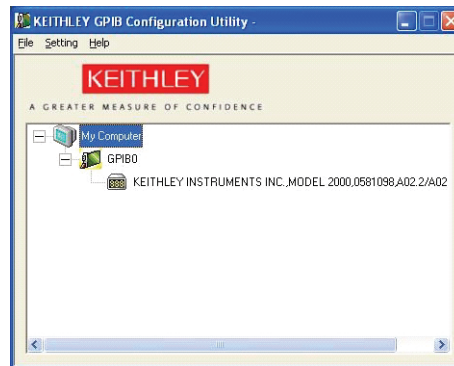 KEITHLEY GPIB Configuration Utility -
File Setting Help
KEITHLEY
A GREATER MEASURE OF CONFIDENCE
My Computer
GPIB0
KEITHLEY INSTRUMENTS INC.,MODEL 2000,0581098,A02.2/A02